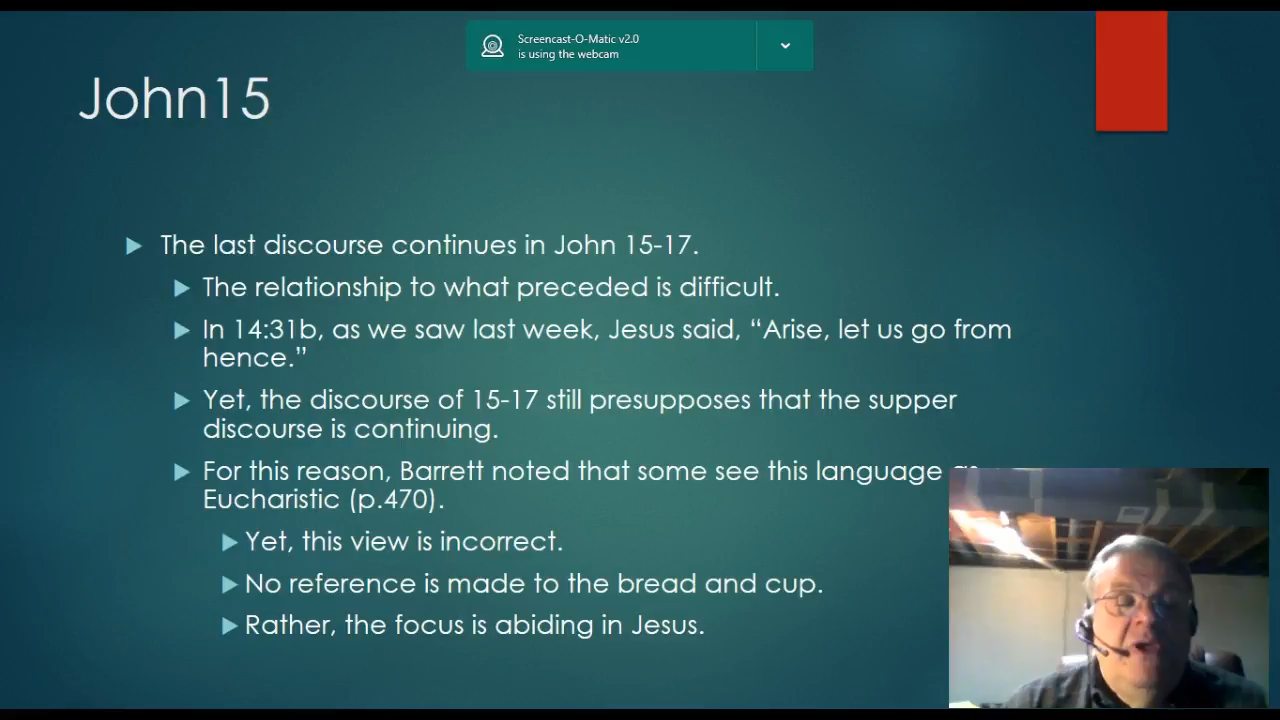 Screencast-O-Matic v2.0
is using the webcam
John15
The last discourse continues in John 15-17.
The relationship to what preceded is difficult.
In 14:31b, as we saw last week, Jesus said, “Arise, let us go from
hence.”
Yet, the discourse of 15-17 still presupposes that the supper
discourse is continuing.
For this reason, Barrett noted that some see this language as
Eucharistic (p.470).
Yet, this view is incorrect.
No reference is made to the bread and cup.
Rather, the focus is abiding in Jesus.